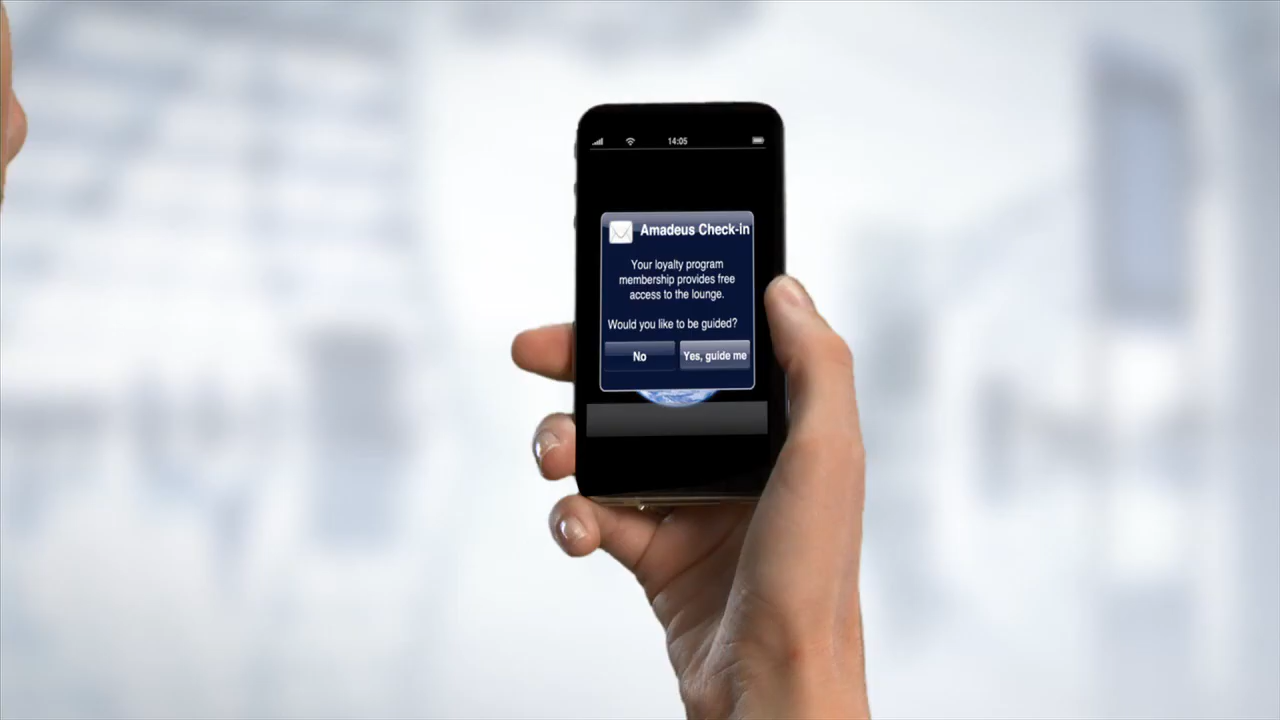 14:05
Amadeus Check-in
Your loyalty program
membership provides free
access to the lounge.
Would you like to be guided?
No
Yes, guide me